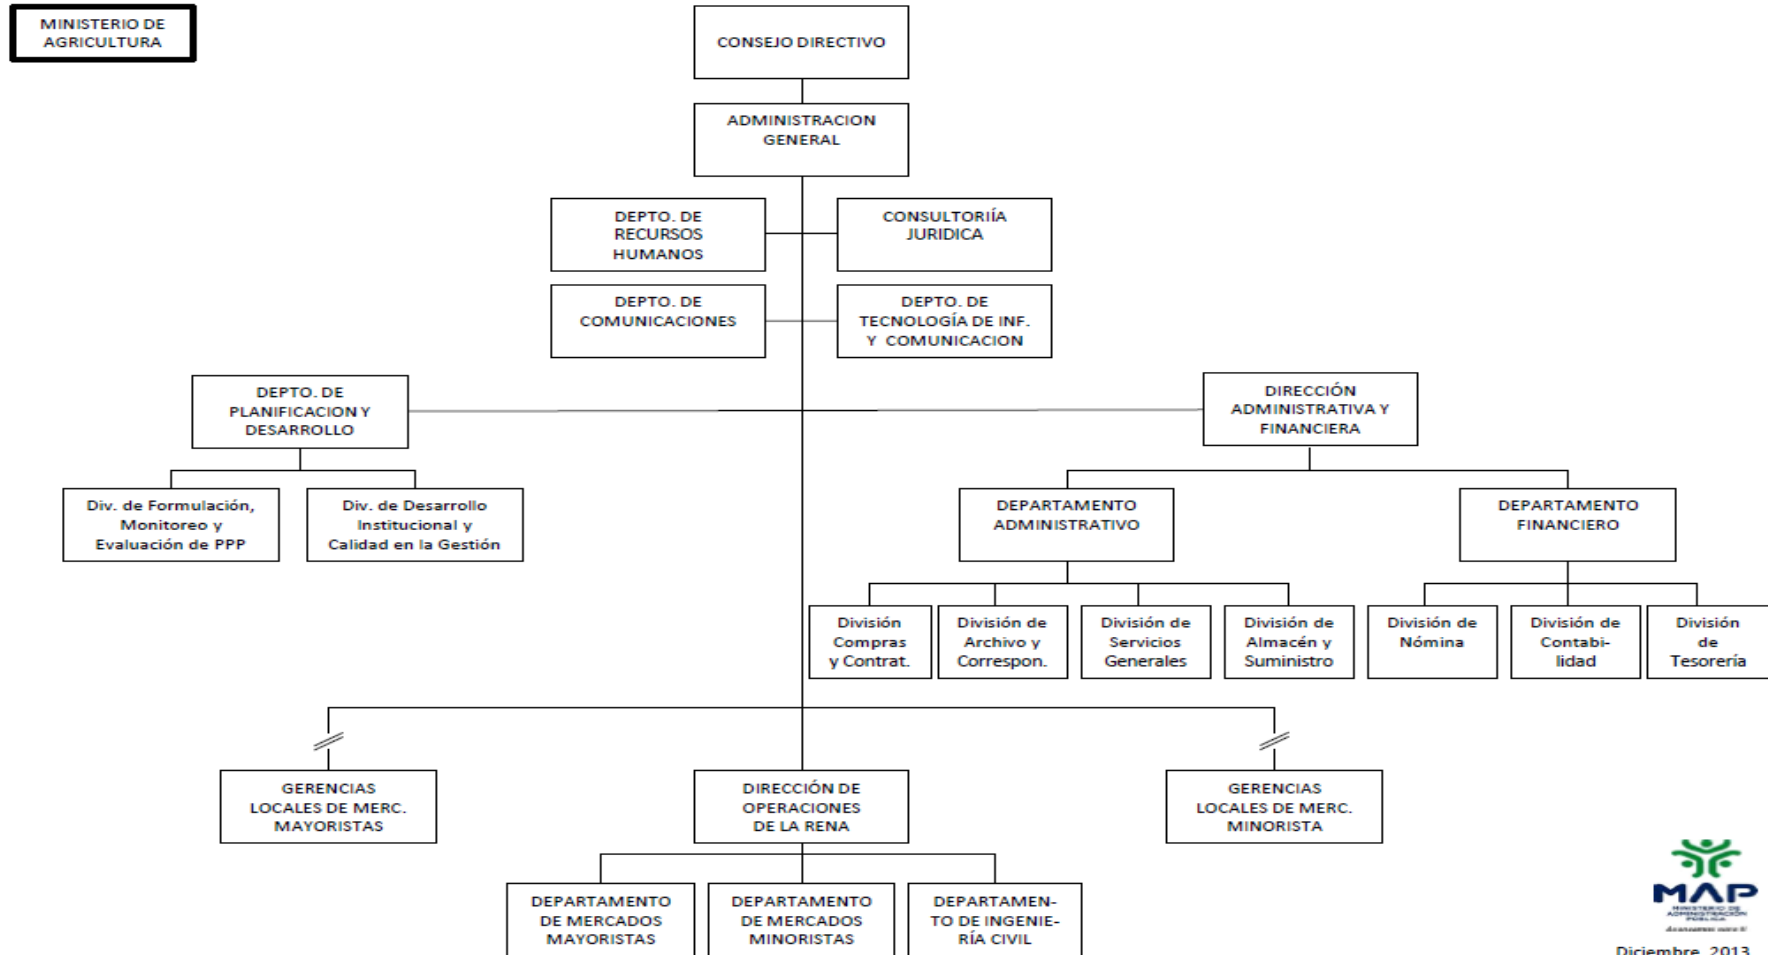 MINISTERIO DE
AGRICULTURA
CONSEJO DIRECTIVO
ADMINISTRACION
GENERAL
DEPTO. DE
RECURSOS
HUMANOS
CONSULTORIÍA
JURIDICA
DEPTO. DE
COMUNICACIONES
DEPTO. DE
TECNOLOGÍA DE INF.
Y COMUNICACION
DEPTO. DE
PLANIFICACION Y
DESARROLLO
DIRECCIÓN
ADMINISTRATIVA Y
FINANCIERA
Div. de Formulación,
Monitoreo y
Evaluación de PPP
Div. de Desarrollo
Institucional y
Calidad en la Gestión
DEPARTAMENTO
ADMINISTRATIVO
DEPARTAMENTO
FINANCIERO
División
Compras
y Contrat.
División de
Archivo y
Correspon.
División de
Servicios
Generales
División de
Almacén y
Suministro
División de
Nómina
División de
Contabi-
lidad
División
de
Tesorería
GERENCIAS
LOCALES DE MERC.
MAYORISTAS
DIRECCIÓN DE
OPERACIONES
DE LA RENA
GERENCIAS
LOCALES DE MERC.
MINORISTA
DEPARTAMENTO
DE MERCADOS
MAYORISTAS
DEPARTAMENTO
DE MERCADOS
MINORISTAS
DEPARTAMEN-
TO DE INGENIE-
RÍA CIVIL
MAP
MINISTERIO DE
ADMINISTRACIÓN
PÚBLICA
Diciembre, 2013